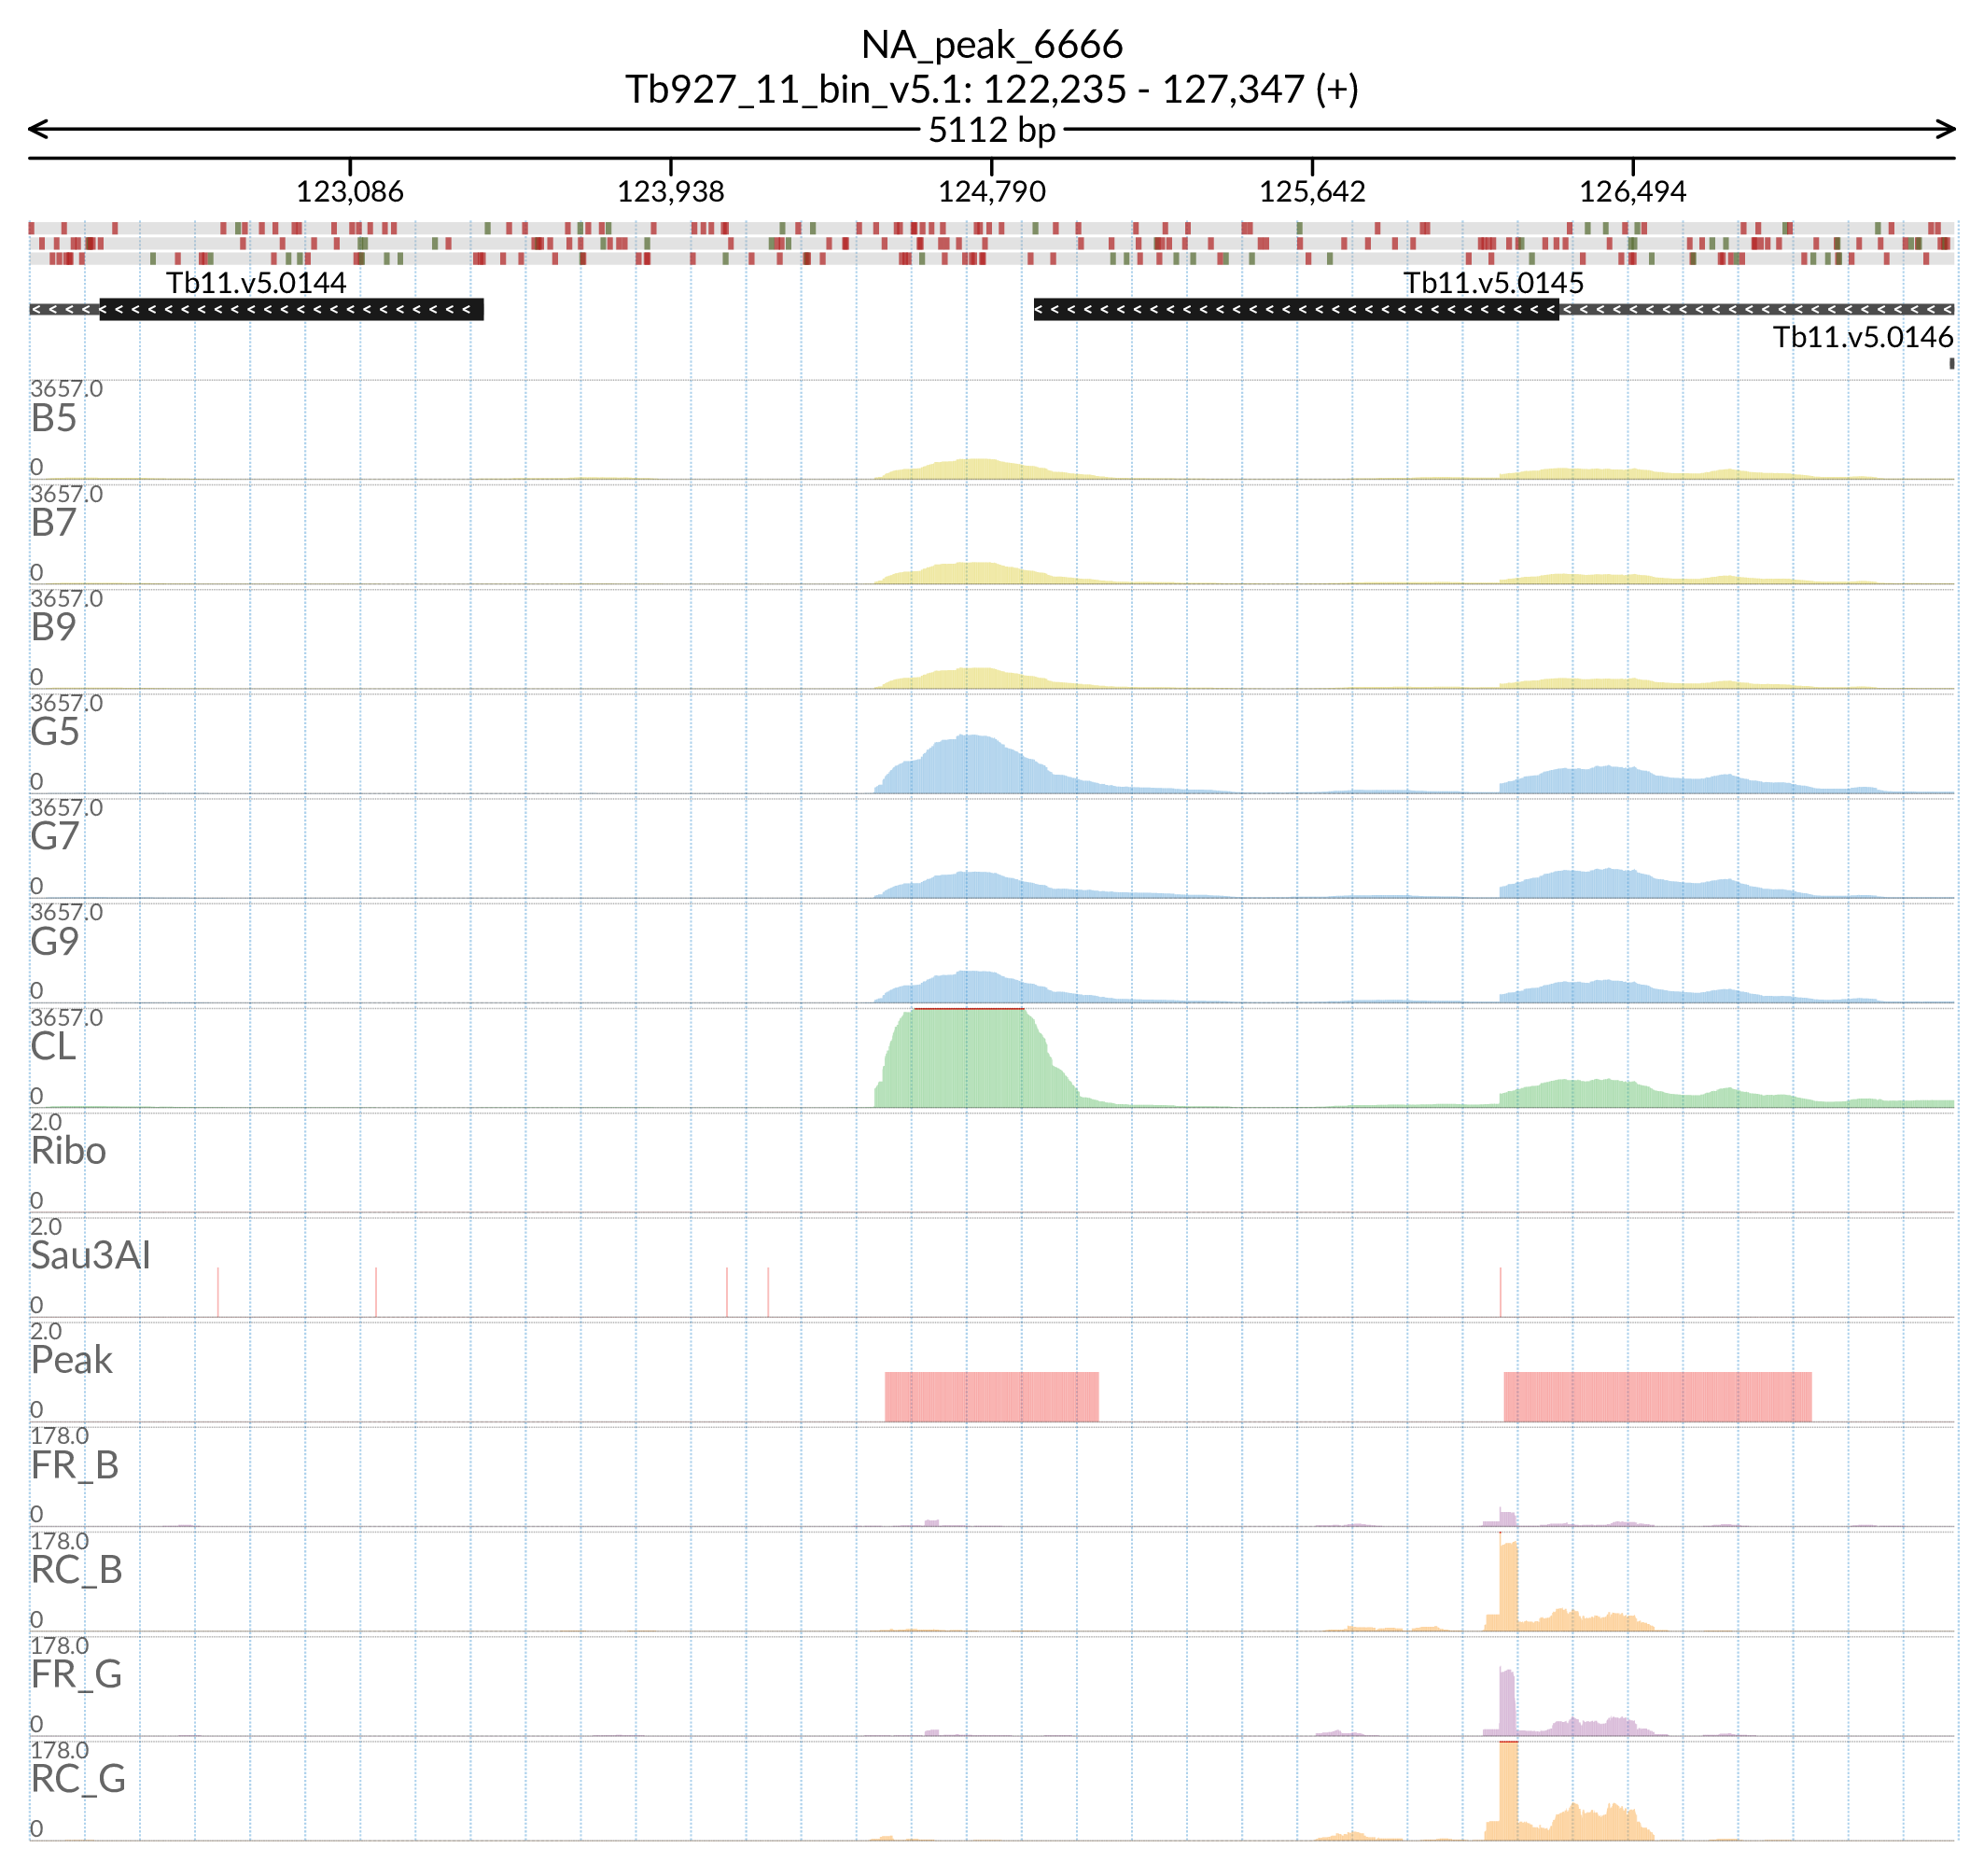 NA_peak_6666
Tb927_11_bin_v5.1: 122,235 - 127,347 (+)
5112 bp
123,086 123,938 124,790 125,642 126,494
Tb11.v5.0144 Tb11.v5.0145
Tb11.v5.0146
3657.0
B5
0
3657.0
B7
0
3657.0
B9
0
3657.0
G5
0
3657.0
G7
0
3657.0
G9
0
3657.0
CL
0
2.0
Ribo
0
2.0
Sau3AI
0
2.0
Peak
0
178.0
FR_B
0
178.0
RC_B
0
178.0
FR_G
0
178.0
RC_G
0